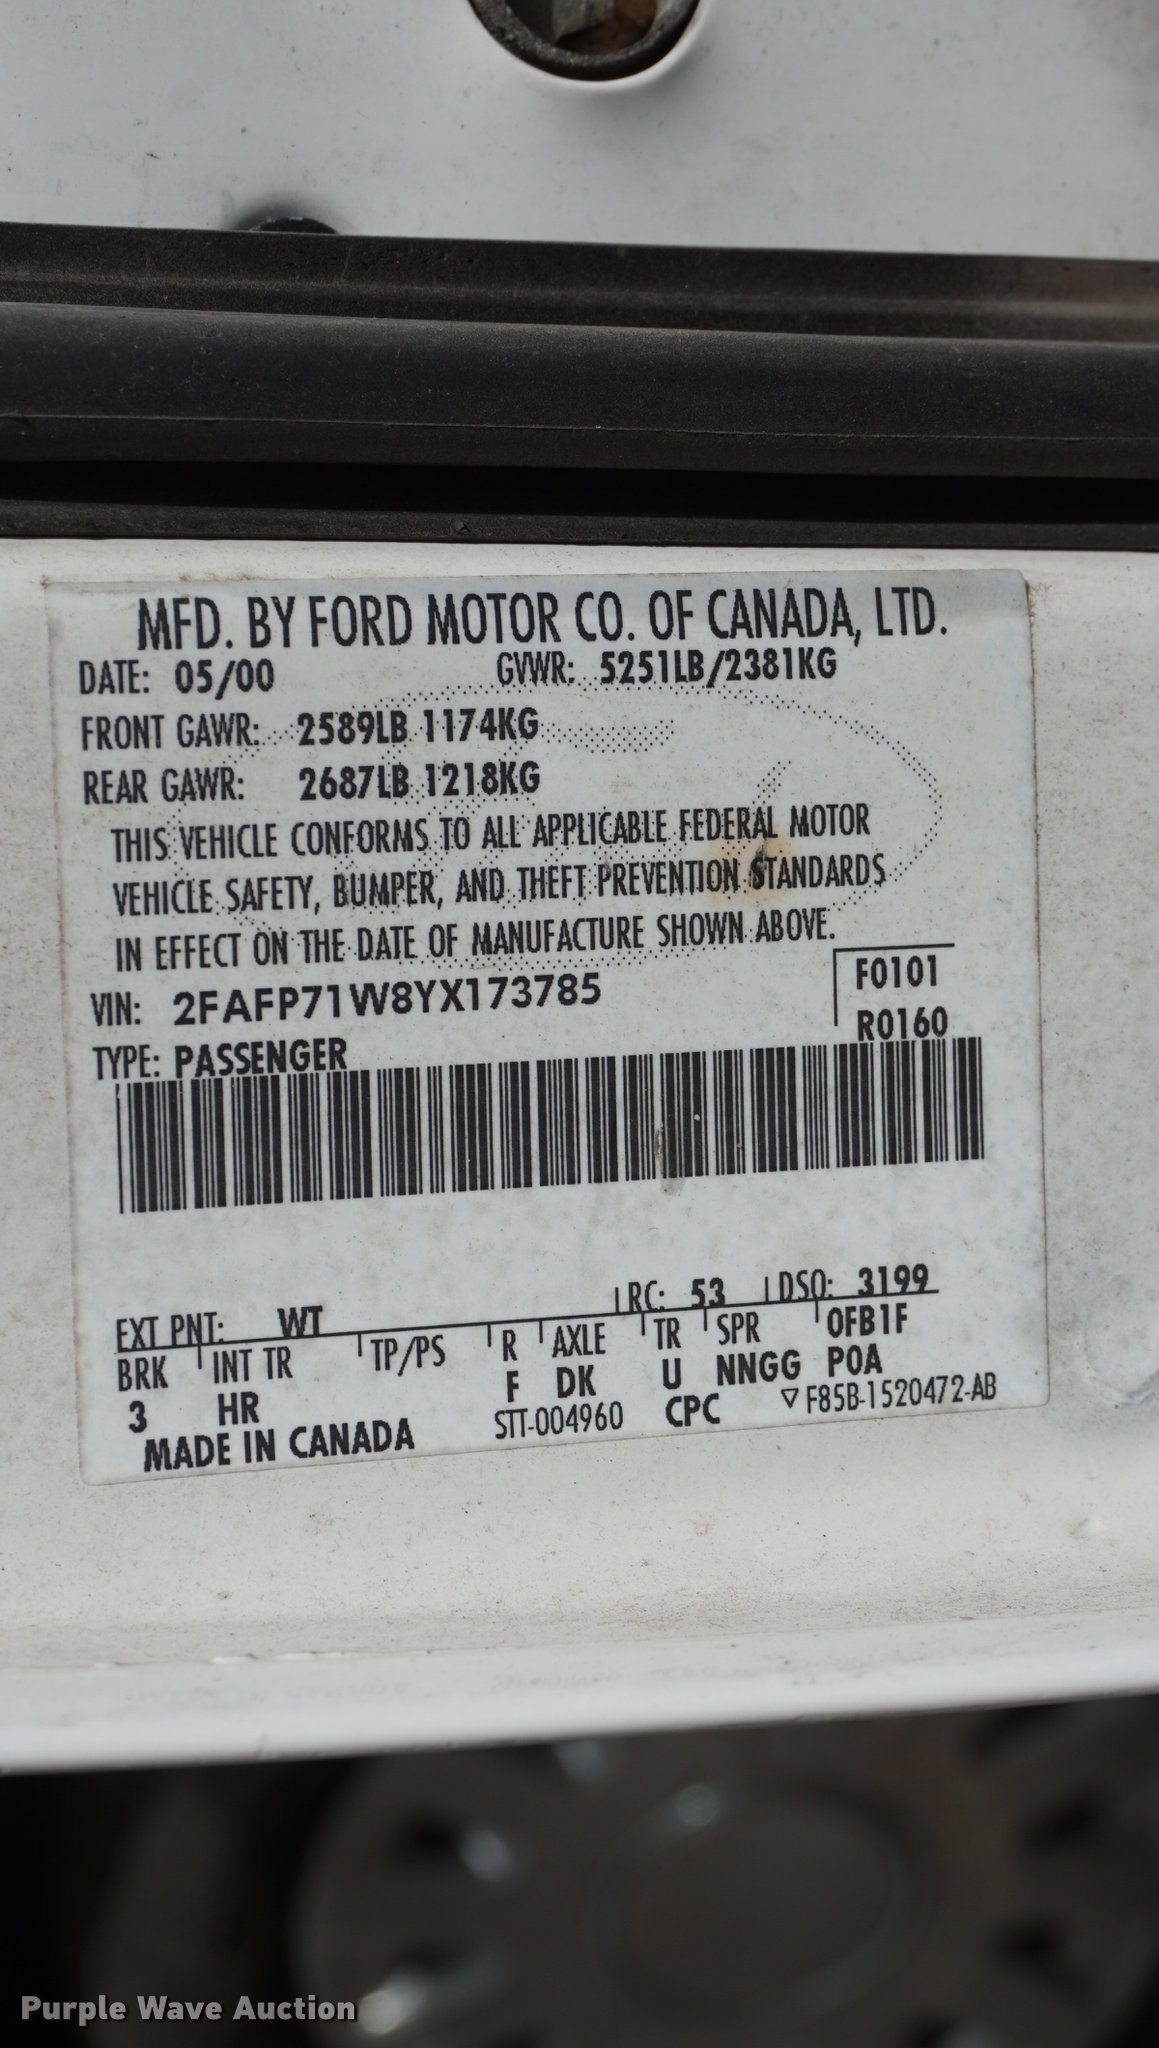 MFD. BY FORD MOTOR CO. OF CANADA, LTD.
DATE: 05/00 GVWR: 5251LB/2381KG
FRONT GAWR: 2589LB 1174KG
REAR GAWR: 2687LB 1218KG
THIS VEHICLE CONFORMS TO ALL APPLICABLE FEDERAL MOTOR
VEHICLE SAFETY, BUMPER, AND THEFT PREVENTION STANDARDS
IN EFFECT ON THE DATE OF MANUFACTURE SHOWN ABOVE.
VIN: 2FAFP71W8YX173785 F0101
TYPE: PASSENGER R0160
EXT PNT: WT RC: 53 DSO: 3199
BRK INT TR TP/PS R AXLE TR SPR 0FB1F
3 HR F DK U NNGG P0A
MADE IN CANADA STT-004960 CPC ▽ F85B-1520472-AB
Purple Wave Auction